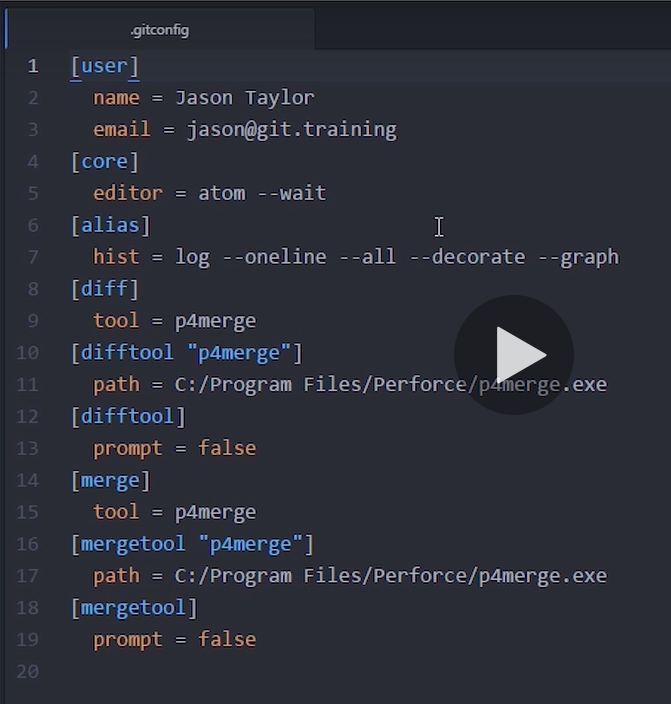 .gitconfig
1 [user]
2 name = Jason Taylor
3 email = jason@git.training
4 [core]
5 editor = atom --wait
6 [alias]
7 hist = log --oneline --all --decorate --graph
8 [diff]
9 tool = p4merge
10 [difftool "p4merge"]
11 path = C:/Program Files/Perforce/p4merge.exe
12 [difftool]
13 prompt = false
14 [merge]
15 tool = p4merge
16 [mergetool "p4merge"]
17 path = C:/Program Files/Perforce/p4merge.exe
18 [mergetool]
19 prompt = false
20